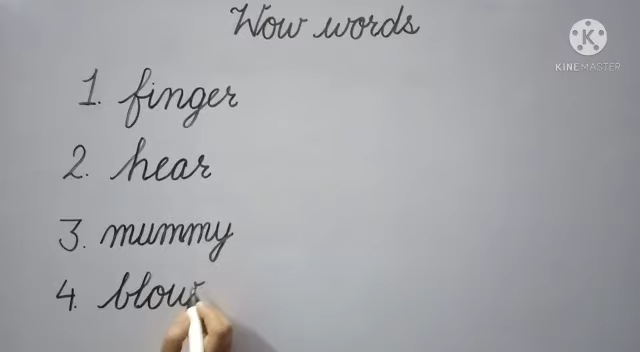 Wow words
1. finger
2. hear
3. mummy
4. blow
KINEMASTER